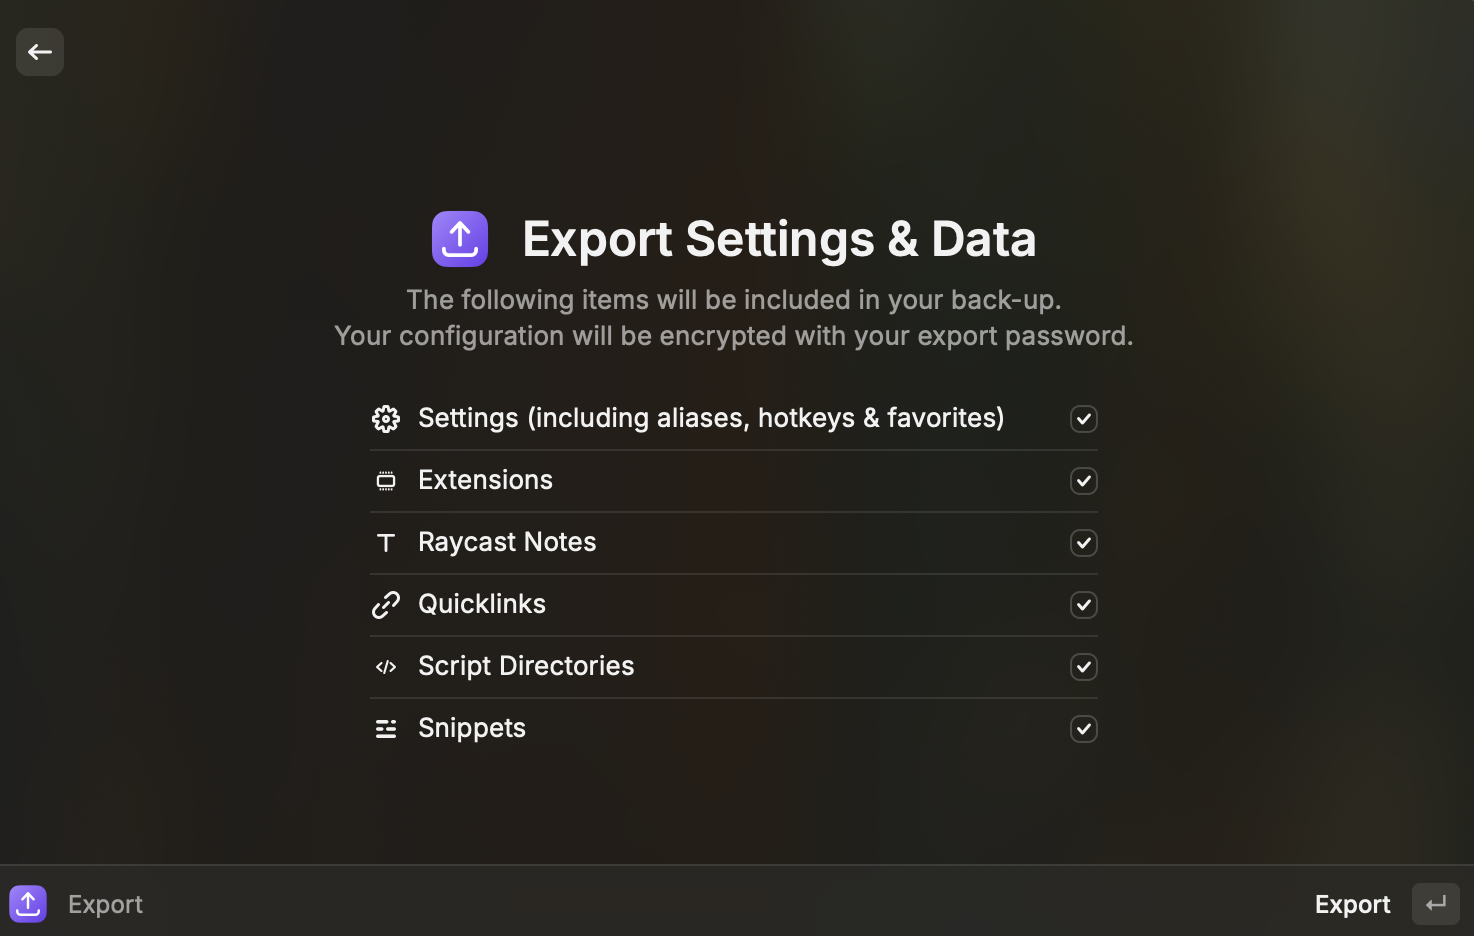 Export Settings & Data
The following items will be included in your back-up.
Your configuration will be encrypted with your export password.
Settings (including aliases, hotkeys & favorites)
Extensions
Raycast Notes
Quicklinks
Script Directories
Snippets
Export
Export